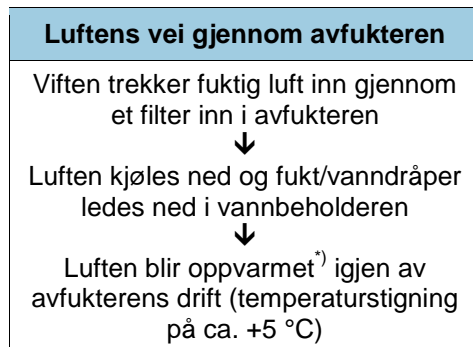 Luftens vei gjennom avfukteren
Viften trekker fuktig luft inn gjennom
et filter inn i avfukteren
↓
Luften kjøles ned og fukt/vanndråper
ledes ned i vannbeholderen
↓
Luften blir oppvarmet*) igjen av
avfukterens drift (temperaturstigning
på ca. +5 °C)